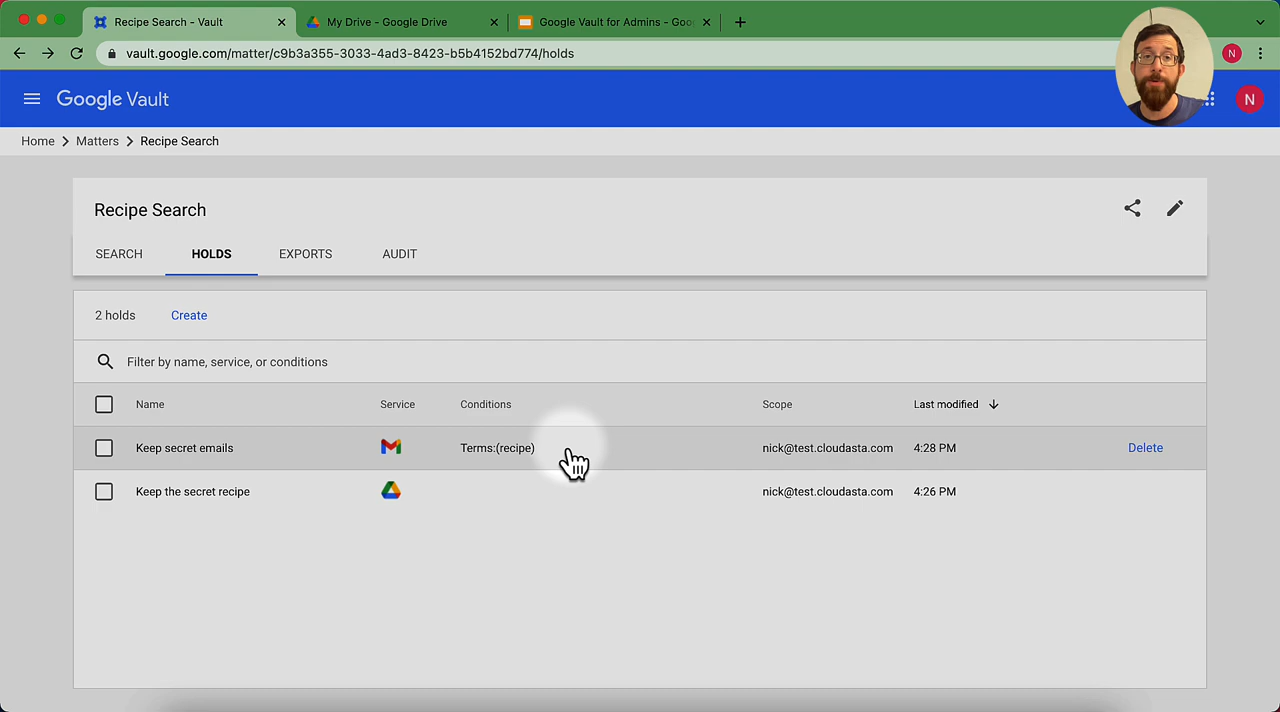 Recipe Search - Vault
My Drive - Google Drive
Google Vault for Admins - Goo
vault.google.com/matter/c9b3a355-3033-4ad3-8423-b5b4152bd774/holds
N
Google Vault
N
Home > Matters > Recipe Search
Recipe Search
SEARCH HOLDS EXPORTS AUDIT
2 holds Create
Filter by name, service, or conditions
Name Service Conditions Scope Last modified
Keep secret emails Terms:(recipe) nick@test.cloudasta.com 4:28 PM Delete
Keep the secret recipe nick@test.cloudasta.com 4:26 PM